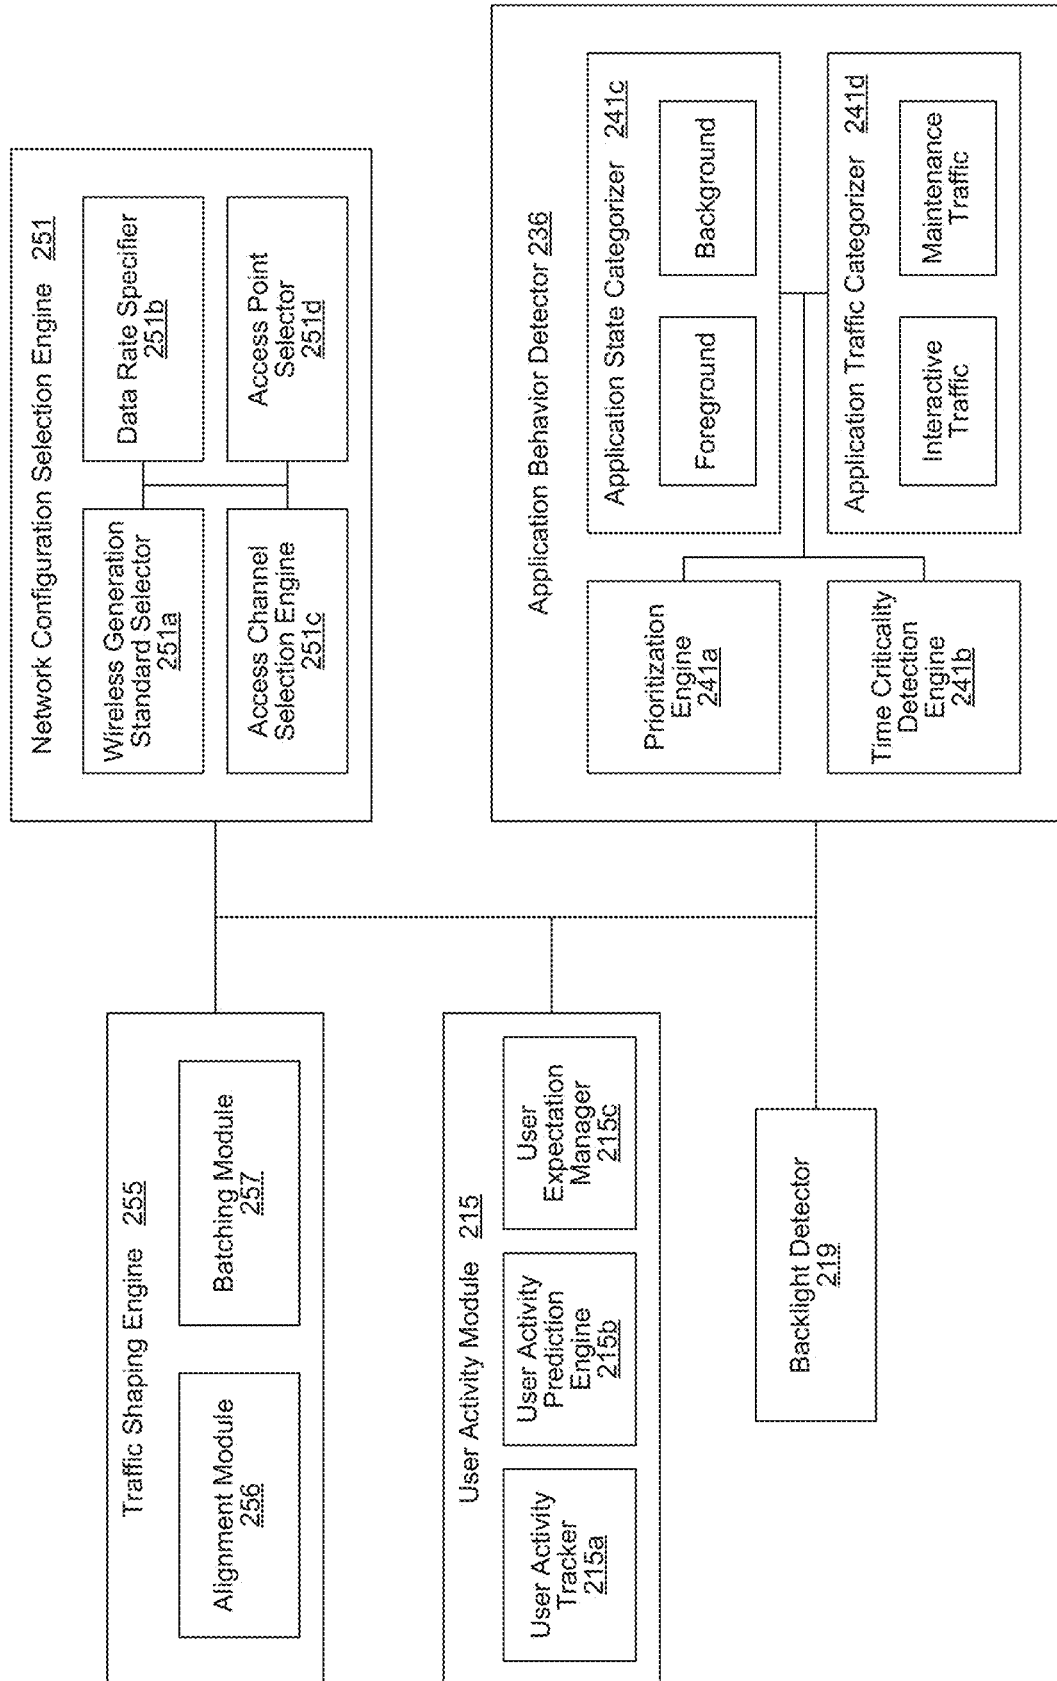 Traffic Shaping Engine 255
Alignment Module
256
Batching Module
257
Network Configuration Selection Engine 251
Wireless Generation
Standard Selector
251a
Data Rate Specifier
251b
Access Channel
Selection Engine
251c
Access Point
Selector
251d
User Activity Module 215
User Activity
Tracker
215a
User Activity
Prediction
Engine
215b
User
Expectation
Manager
215c
Backlight Detector
219
Application Behavior Detector 236
Prioritization
Engine
241a
Application State Categorizer 241c
Foreground
Background
Time Criticality
Detection
Engine
241b
Application Traffic Categorizer 241d
Interactive
Traffic
Maintenance
Traffic